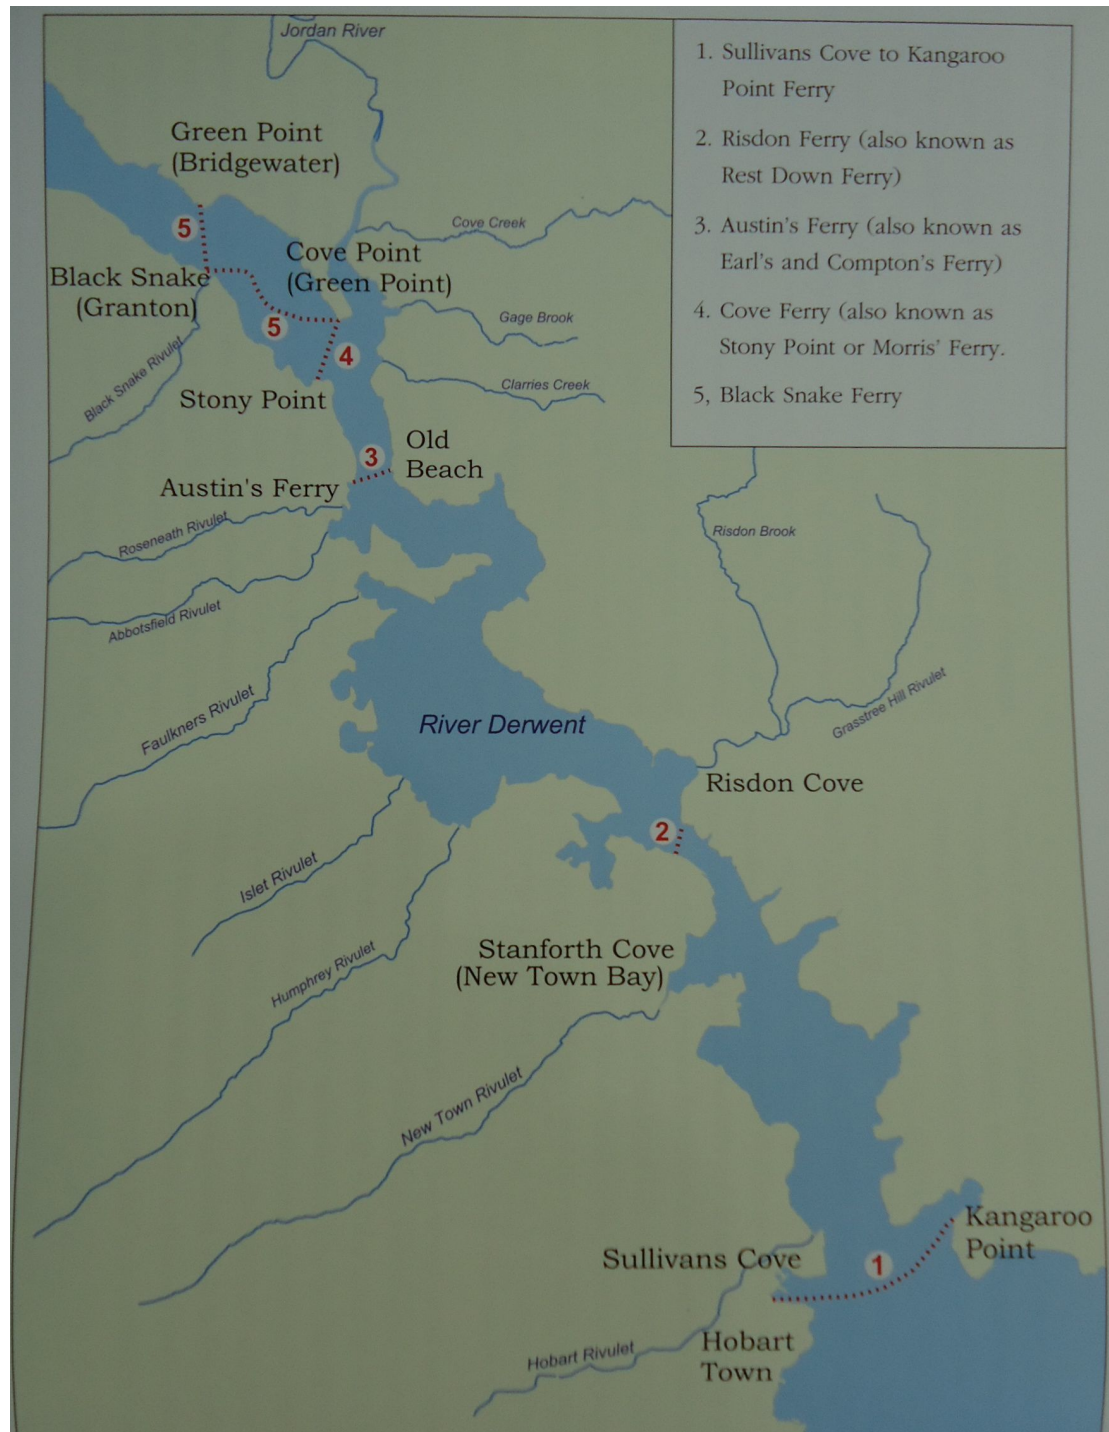 Jordan River
Green Point
(Bridgewater)
5
Cove Creek
Cove Point
(Green Point)
Black Snake
(Granton)
Gage Brook
5
4
Black Snake Rivulet
Clarries Creek
Stony Point
Old
Beach
3
Austin's Ferry
Roseneath Rivulet
Risdon Brook
Abbotsfield Rivulet
Faulkners Rivulet
Grasstree Hill Rivulet
River Derwent
Risdon Cove
2
Islet Rivulet
Stanforth Cove
(New Town Bay)
Humphrey Rivulet
New Town Rivulet
Kangaroo
Point
Sullivans Cove
1
Hobart
Town
Hobart Rivulet
1. Sullivans Cove to Kangaroo
Point Ferry
2. Risdon Ferry (also known as
Rest Down Ferry)
3. Austin's Ferry (also known as
Earl's and Compton's Ferry)
4. Cove Ferry (also known as
Stony Point or Morris' Ferry.
5, Black Snake Ferry